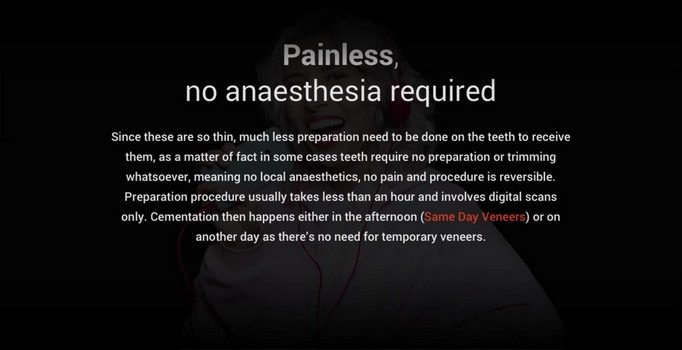 Painless,
no anaesthesia required
Since these are so thin, much less preparation need to be done on the teeth to receive
them, as a matter of fact in some cases teeth require no preparation or trimming
whatsoever, meaning no local anaesthetics, no pain and procedure is reversible.
Preparation procedure usually takes less than an hour and involves digital scans
only. Cementation then happens either in the afternoon (Same Day Veneers) or on
another day as there's no need for temporary veneers.